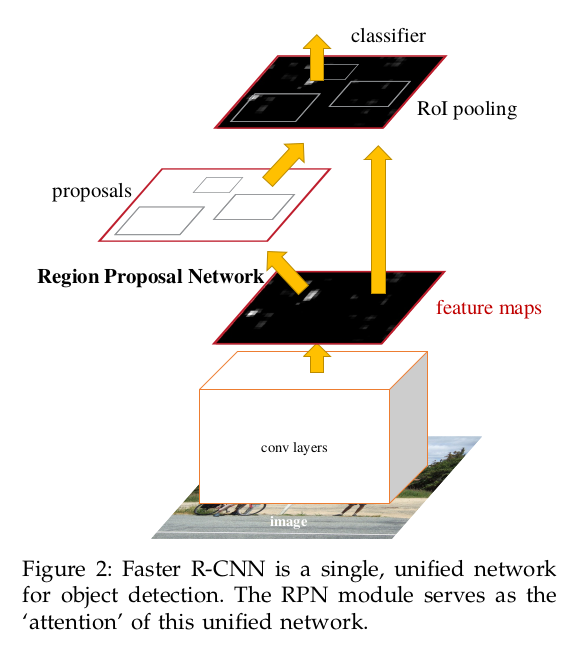 classifier
RoI pooling
proposals
Region Proposal Network
feature maps
conv layers
image
Figure 2: Faster R-CNN is a single, unified network
for object detection. The RPN module serves as the
‘attention’ of this unified network.